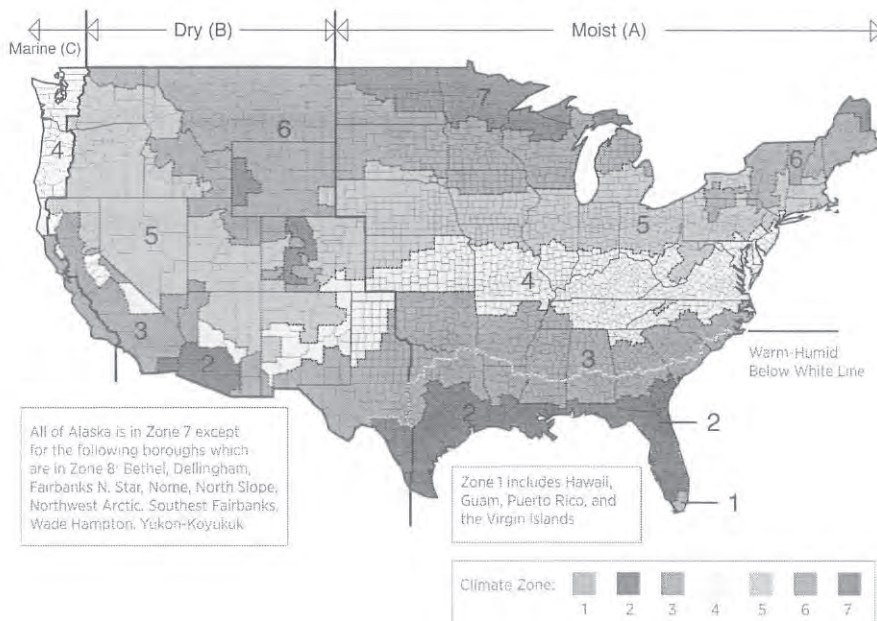 Marine (C)
Dry (B)
Moist (A)
7
6
6
4
5
5
4
3
3
2
2
Warm-Humid
Below White Line
2
1
All of Alaska is in Zone 7 except
for the following boroughs which
are in Zone 8: Bethel, Dellingham,
Fairbanks N. Star, Nome, North Slope,
Northwest Arctic, Southest Fairbanks,
Wade Hampton, Yukon-Koyukuk
Zone 1 includes Hawaii,
Guam, Puerto Rico, and
the Virgin Islands
Climate Zone:
1 2 3 4 5 6 7